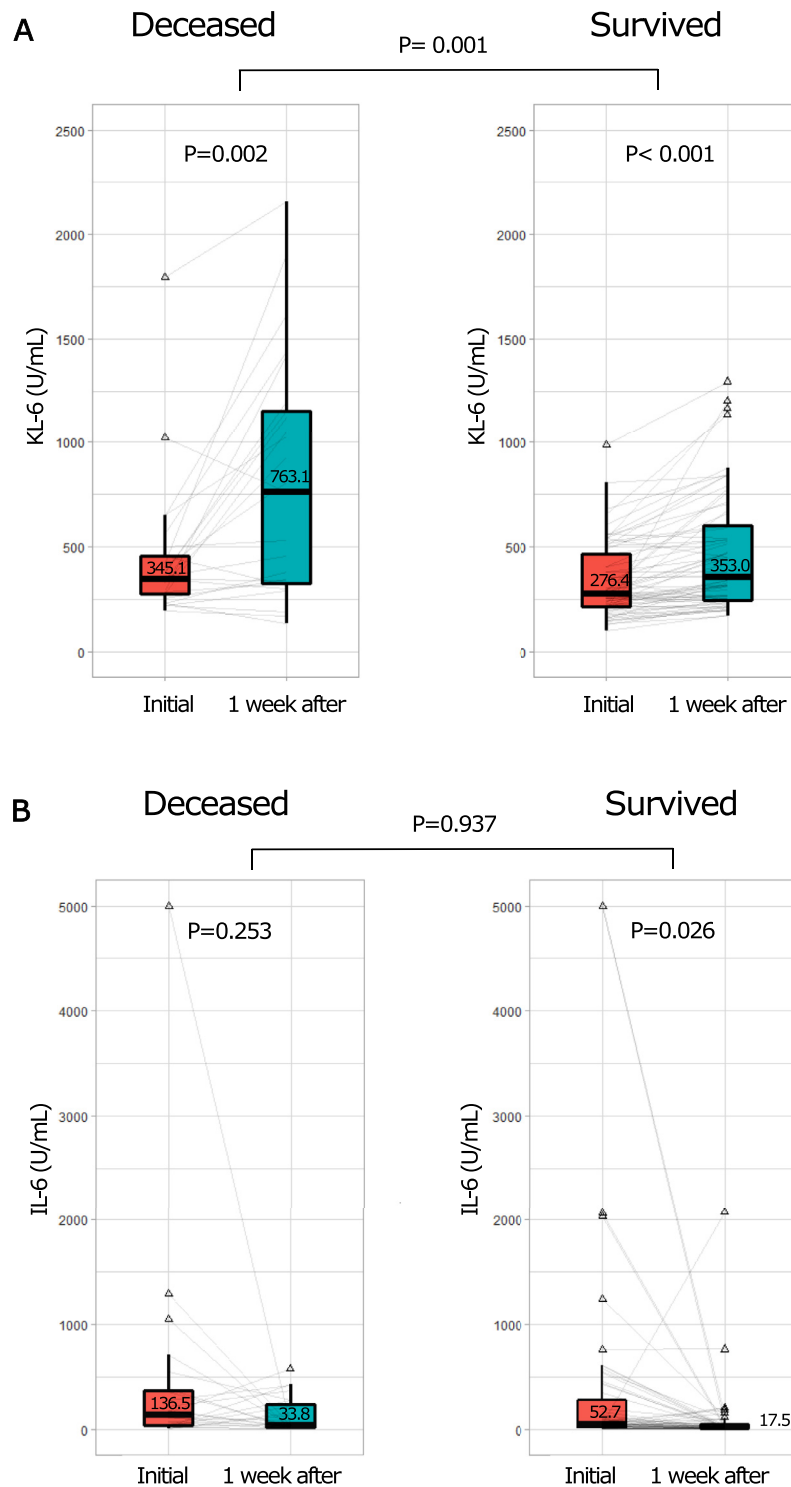 A
Deceased
Survived
P= 0.001
P=0.002
P< 0.001
KL-6 (U/mL)
2500
2000
1500
1000
500
0
345.1
763.1
Initial
1 week after
KL-6 (U/mL)
2500
2000
1500
1000
500
0
276.4
353.0
Initial
1 week after
B
Deceased
Survived
P=0.937
P=0.253
P=0.026
IL-6 (U/mL)
5000
4000
3000
2000
1000
0
136.5
33.8
Initial
1 week after
IL-6 (U/mL)
5000
4000
3000
2000
1000
0
52.7
17.5
Initial
1 week after